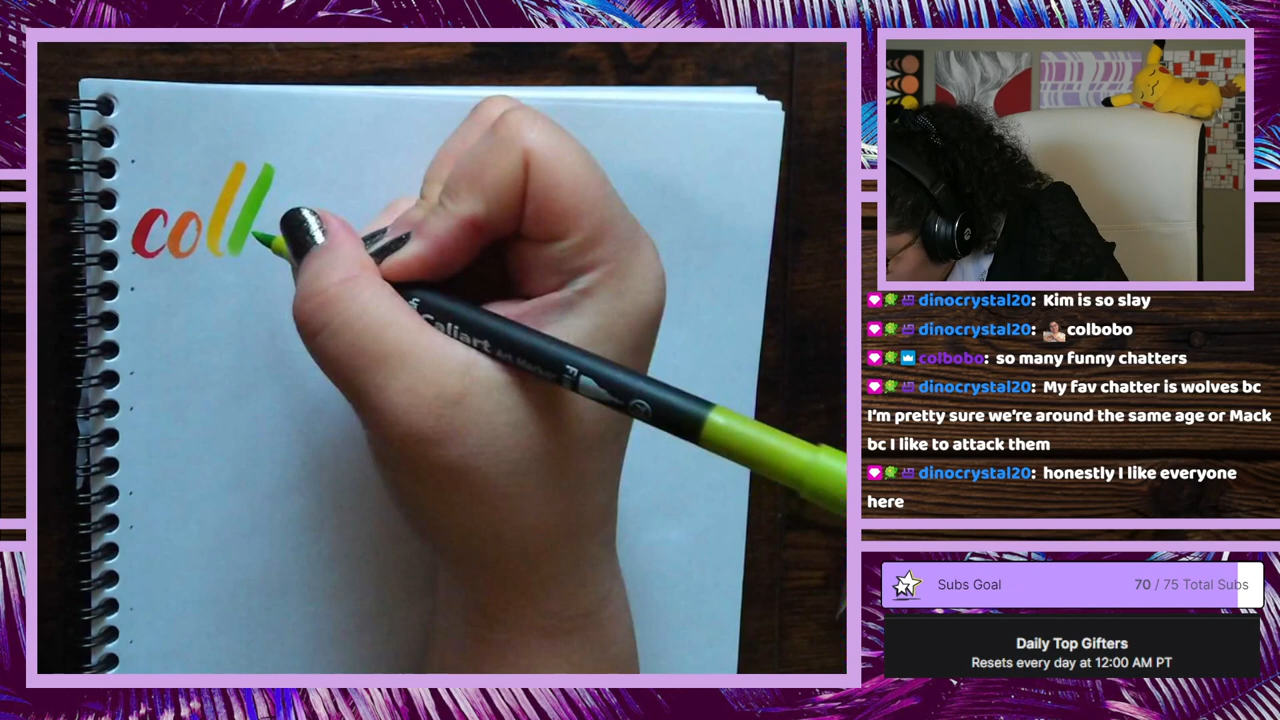 coll
Caliart Art Marker
dinocrystal20: Kim is so slay
dinocrystal20: colbobo
colbobo: so many funny chatters
dinocrystal20: My fav chatter is wolves bc
I'm pretty sure we're around the same age or Mack
bc I like to attack them
dinocrystal20: honestly I like everyone
here
Subs Goal 70 / 75 Total Subs
Daily Top Gifters
Resets every day at 12:00 AM PT